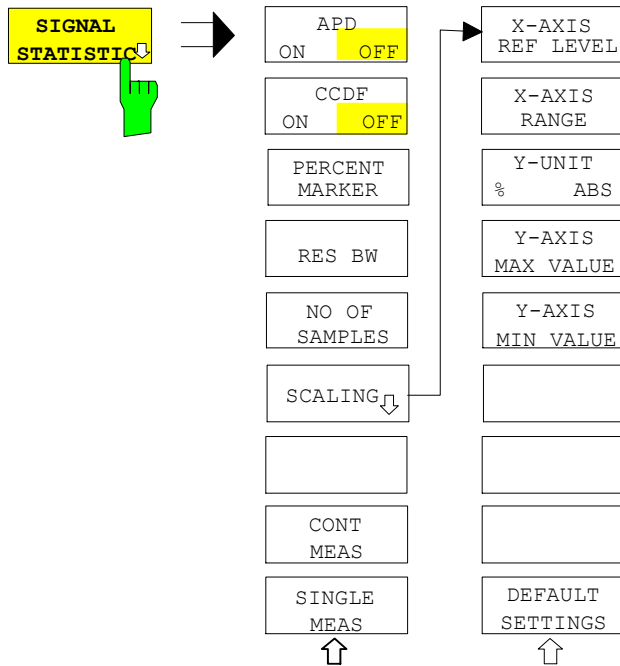 SIGNAL
STATISTIC
APD
ON OFF
CCDF
ON OFF
PERCENT
MARKER
RES BW
NO OF
SAMPLES
SCALING
CONT
MEAS
SINGLE
MEAS
X-AXIS
REF LEVEL
X-AXIS
RANGE
Y-UNIT
% ABS
Y-AXIS
MAX VALUE
Y-AXIS
MIN VALUE
DEFAULT
SETTINGS